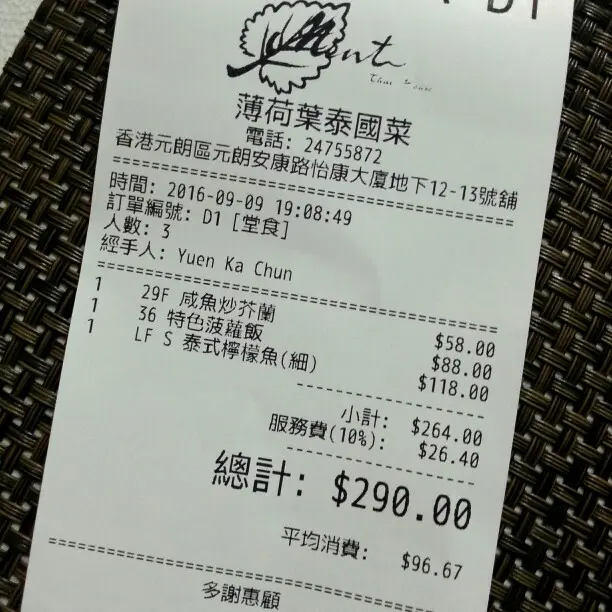 D1
Mint
薄荷葉泰國菜
電話: 24755872
香港元朗區元朗安康路怡康大廈地下12-13號舖
時間: 2016-09-09 19:08:49
訂單編號: D1 [堂食]
人數: 3
經手人: Yuen Ka Chun
1 29F 咸魚炒芥蘭 $58.00
1 36 特色菠蘿飯 $88.00
1 LF S 泰式檸檬魚(細) $118.00
小計: $264.00
服務費(10%): $26.40
總計: $290.00
平均消費: $96.67
多謝惠顧